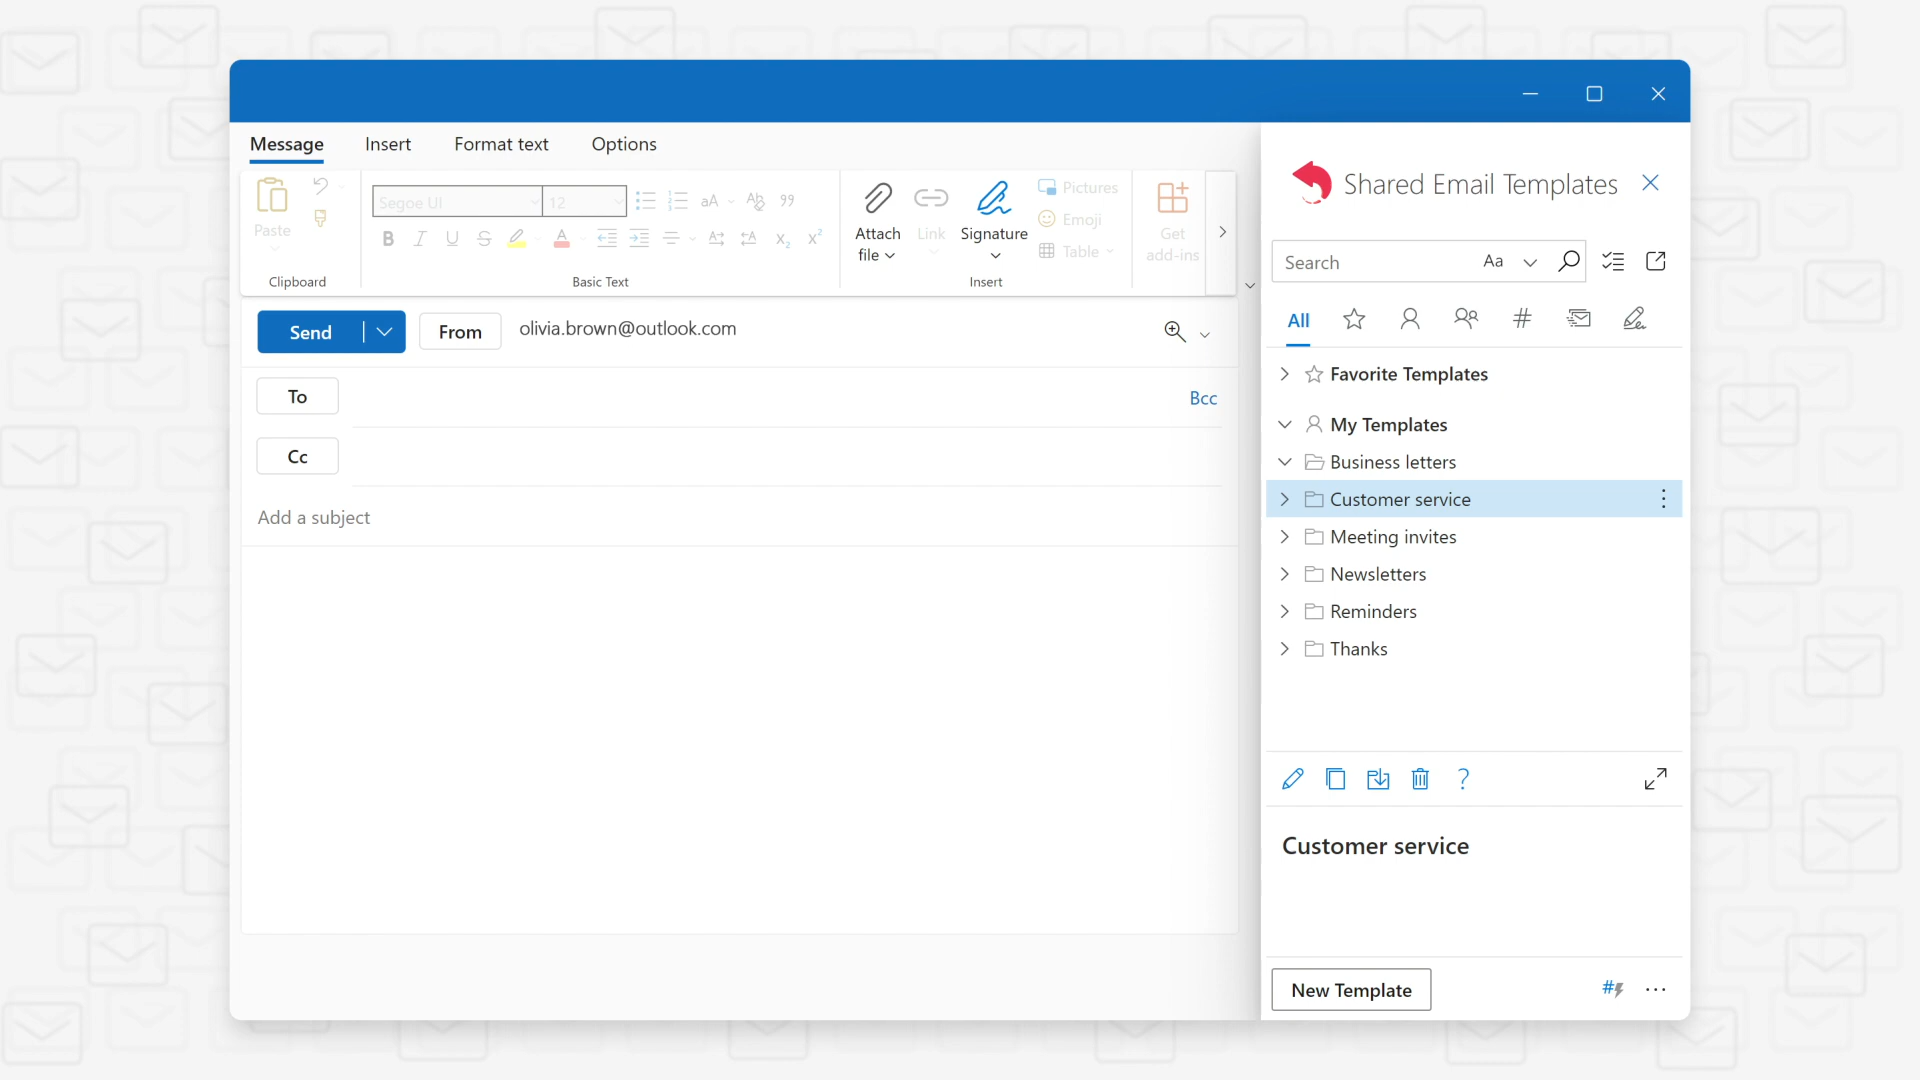 Message Insert Format text Options
Paste
Clipboard
Segoe UI 12
aA
B I U S A
Basic Text
Attach file
Link
Signature
Pictures
Emoji
Table
Insert
Get add-ins
Send From olivia.brown@outlook.com
To Bcc
Cc
Add a subject
Shared Email Templates
Search Aa
All
Favorite Templates
My Templates
Business letters
Customer service
Meeting invites
Newsletters
Reminders
Thanks
Customer service
New Template